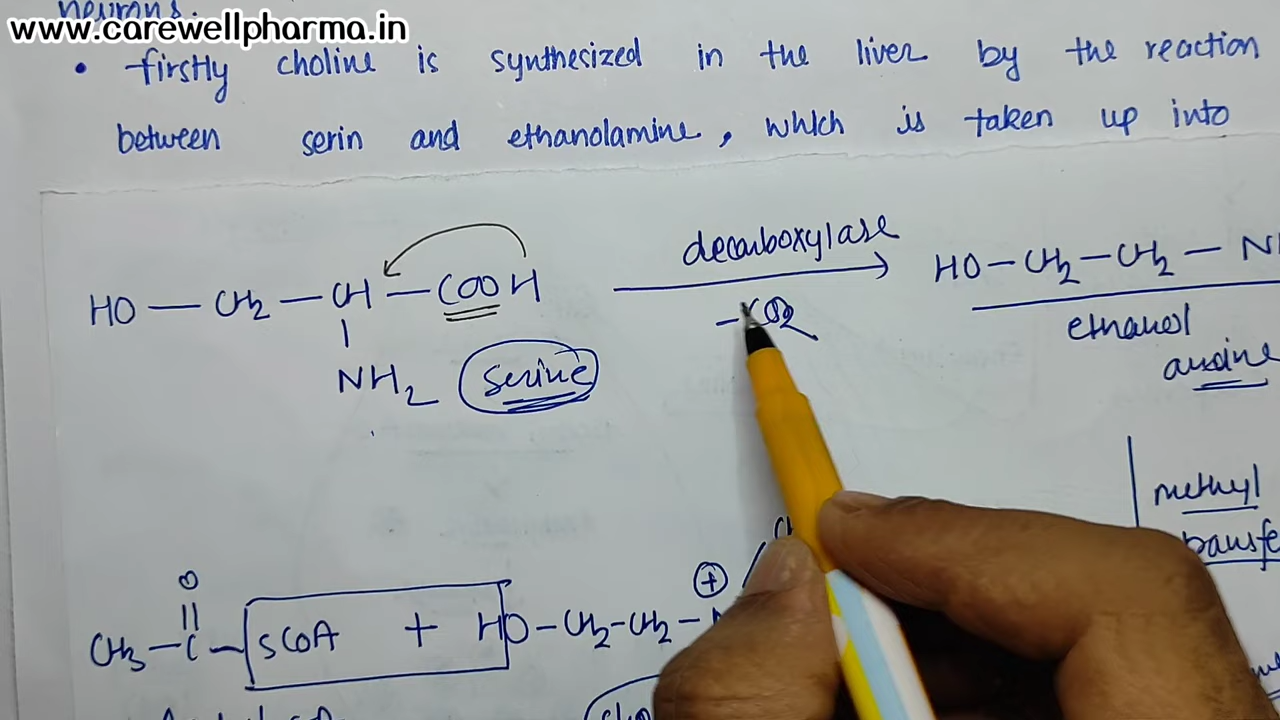 neurons.
www.carewellpharma.in
• firstly choline is synthesized in the liver by the reaction
between serin and ethanolamine, which is taken up into
decarboxylase
HO — CH2 — CH — COOH
HO — CH2 — CH2 —
-CO2
ethanol
NH2
serine
methyl
O
+
CH3 — C — SCoA + HO — CH2 — CH2 —